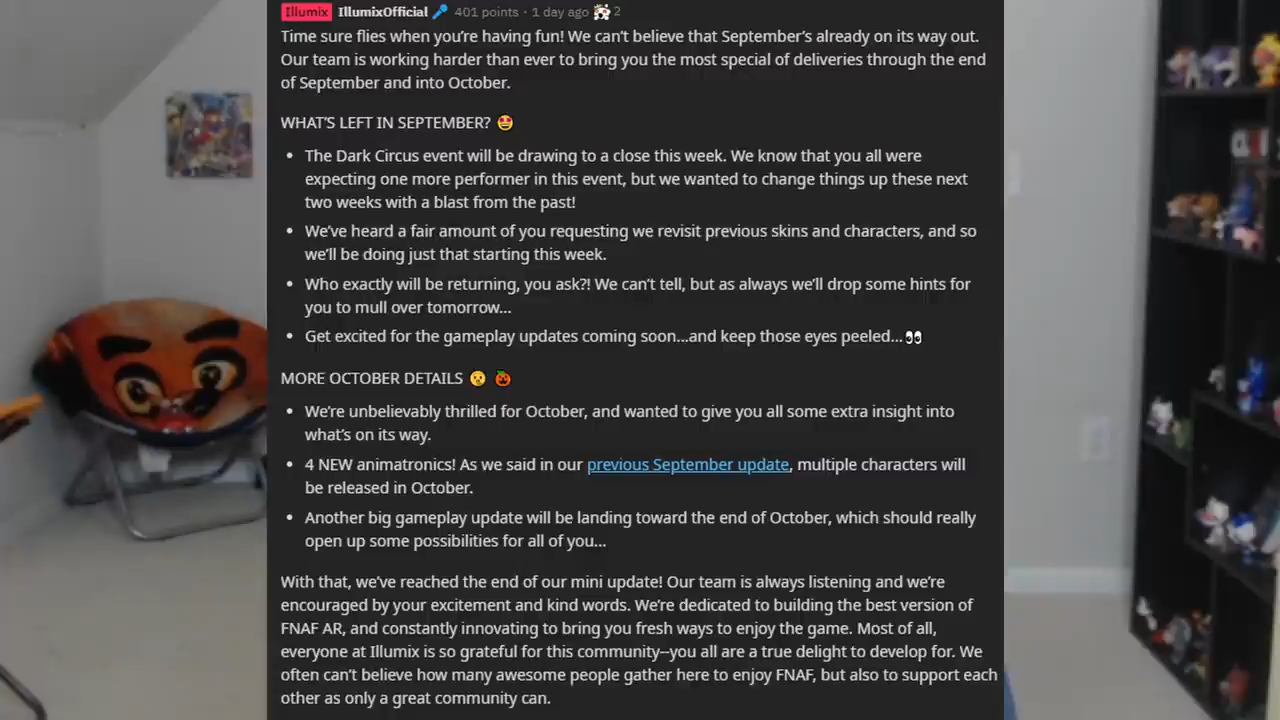 Illumix IllumixOfficial 401 points · 1 day ago 2
Time sure flies when you’re having fun! We can’t believe that September’s already on its way out.
Our team is working harder than ever to bring you the most special of deliveries through the end
of September and into October.
WHAT’S LEFT IN SEPTEMBER? 🤩
• The Dark Circus event will be drawing to a close this week. We know that you all were
expecting one more performer in this event, but we wanted to change things up these next
two weeks with a blast from the past!
• We’ve heard a fair amount of you requesting we revisit previous skins and characters, and so
we’ll be doing just that starting this week.
• Who exactly will be returning, you ask?! We can’t tell, but as always we’ll drop some hints for
you to mull over tomorrow...
• Get excited for the gameplay updates coming soon...and keep those eyes peeled...👀
MORE OCTOBER DETAILS 😮 🎃
• We’re unbelievably thrilled for October, and wanted to give you all some extra insight into
what’s on its way.
• 4 NEW animatronics! As we said in our previous September update, multiple characters will
be released in October.
• Another big gameplay update will be landing toward the end of October, which should really
open up some possibilities for all of you...
With that, we’ve reached the end of our mini update! Our team is always listening and we’re
encouraged by your excitement and kind words. We’re dedicated to building the best version of
FNAF AR, and constantly innovating to bring you fresh ways to enjoy the game. Most of all,
everyone at Illumix is so grateful for this community--you all are a true delight to develop for. We
often can’t believe how many awesome people gather here to enjoy FNAF, but also to support each
other as only a great community can.